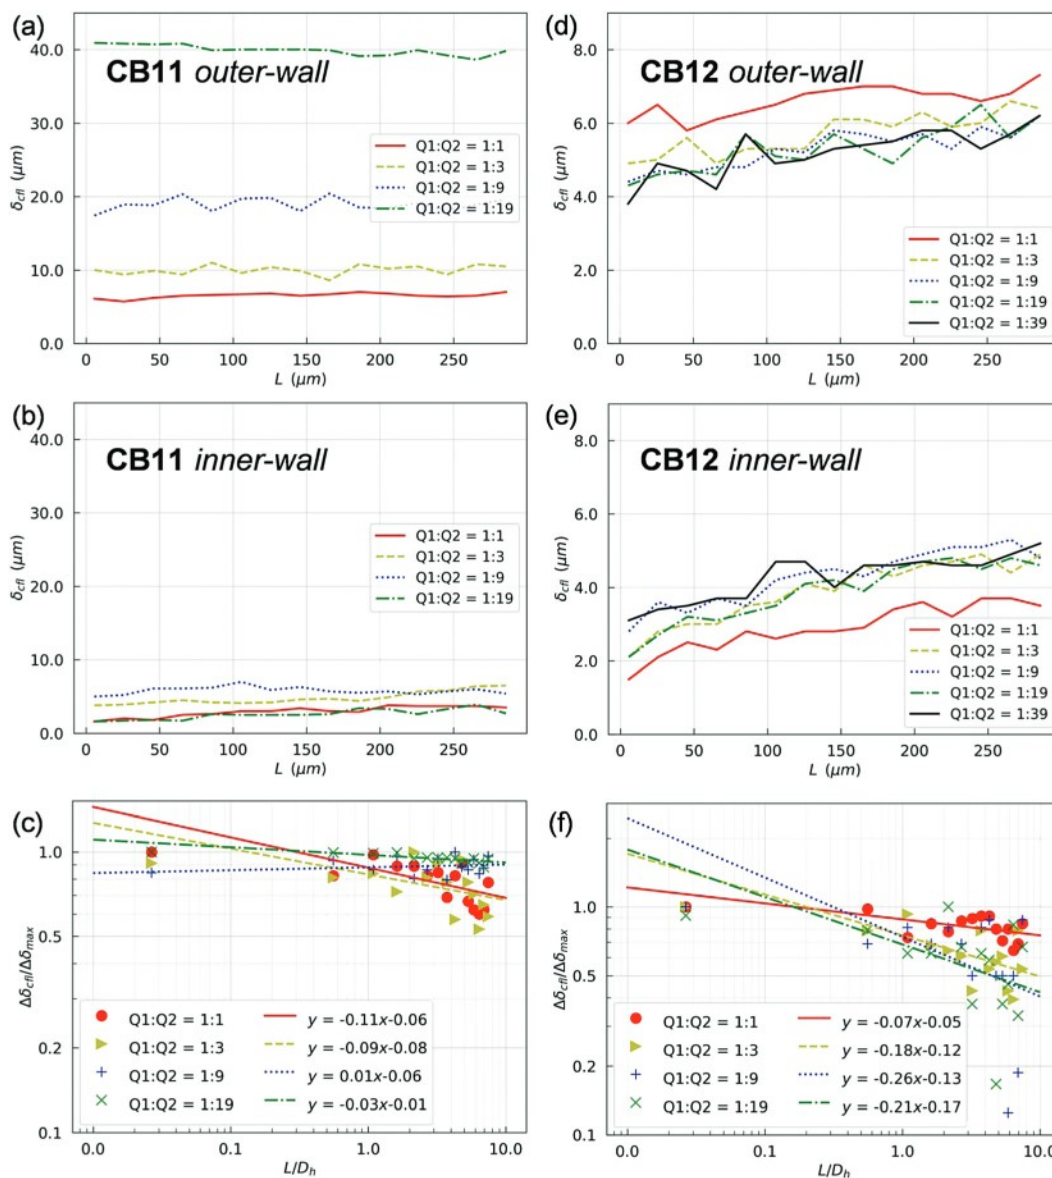 (a)
CB11 outer-wall
40.0
30.0
20.0
10.0
0.0
δcfl (μm)
Q1:Q2 = 1:1
Q1:Q2 = 1:3
Q1:Q2 = 1:9
Q1:Q2 = 1:19
0 50 100 150 200 250
L (μm)
(d)
CB12 outer-wall
8.0
6.0
4.0
2.0
0.0
δcfl (μm)
Q1:Q2 = 1:1
Q1:Q2 = 1:3
Q1:Q2 = 1:9
Q1:Q2 = 1:19
Q1:Q2 = 1:39
0 50 100 150 200 250
L (μm)
(b)
CB11 inner-wall
40.0
30.0
20.0
10.0
0.0
δcfl (μm)
Q1:Q2 = 1:1
Q1:Q2 = 1:3
Q1:Q2 = 1:9
Q1:Q2 = 1:19
0 50 100 150 200 250
L (μm)
(e)
CB12 inner-wall
8.0
6.0
4.0
2.0
0.0
δcfl (μm)
Q1:Q2 = 1:1
Q1:Q2 = 1:3
Q1:Q2 = 1:9
Q1:Q2 = 1:19
Q1:Q2 = 1:39
0 50 100 150 200 250
L (μm)
(c)
1.0
0.5
0.2
0.1
Δδcfl/Δδmax
Q1:Q2 = 1:1 y = -0.11x-0.06
Q1:Q2 = 1:3 y = -0.09x-0.08
Q1:Q2 = 1:9 y = 0.01x-0.06
Q1:Q2 = 1:19 y = -0.03x-0.01
0.0 0.1 1.0 10.0
L/Dh
(f)
1.0
0.5
0.2
0.1
Δδcfl/Δδmax
Q1:Q2 = 1:1 y = -0.07x-0.05
Q1:Q2 = 1:3 y = -0.18x-0.12
Q1:Q2 = 1:9 y = -0.26x-0.13
Q1:Q2 = 1:19 y = -0.21x-0.17
0.0 0.1 1.0 10.0
L/Dh